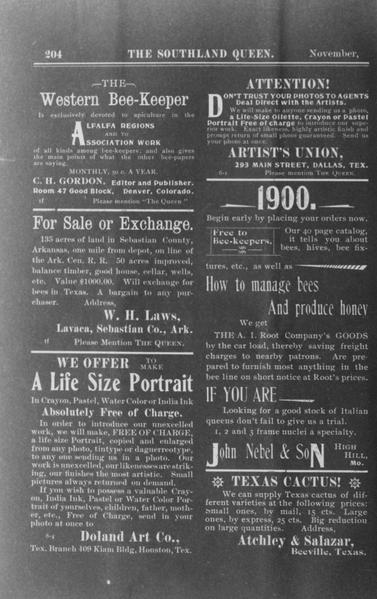 204 THE SOUTHLAND QUEEN. November,
—THE—
Western Bee-Keeper
Is exclusively devoted to apiculture in the
ALFALFA REGIONS
AND TO
ASSOCIATION WORK
of all kinds among bee-keepers; and also gives
the main points of what the other bee-papers
are saying.
MONTHLY, 50 c. A YEAR.
C. H. GORDON. Editor and Publisher.
Room 47 Good Block, Denver, Colorado.
tf Please mention "The Queen"
For Sale or Exchange.
135 acres of land in Sebastian County,
Arkansas, one mile from depot, on line of
the Ark. Cen. R. R. 50 acres improved,
balance timber, good house, cellar, wells,
etc. Value $1000.00. Will exchange for
bees in Texas. A bargain to any pur-
chaser. Address,
W. H. Laws,
Lavaca, Sebastian Co., Ark.
tf Please Mention THE QUEEN.
WE OFFER TO MAKE
A Life Size Portrait
In Crayon, Pastel, Water Color or India Ink
Absolutely Free of Charge.
In order to introduce our unexcelled
work, we will make, FREE OF CHARGE,
a life size Portrait, copied and enlarged
from any photo, tintype or daguerreotype,
to any one sending us in a photo. Our
work is unexcelled, our likenesses are strik-
ing, our finishes the most artistic. Small
pictures always returned on demand.
If you wish to possess a valuable Cray-
on, India Ink, Pastel or Water Color Por-
trait of yourselves, children, father, moth-
er, etc., Free of Charge, send in your
photo at once to
8-4 Doland Art Co.,
Tex. Branch 409 Kiam Bldg, Houston, Tex.
ATTENTION!
DON'T TRUST YOUR PHOTOS TO AGENTS
Deal Direct with the Artists.
We will make to anyone sending us a photo,
a Life-Size Oilette, Crayon or Pastel
Portrait Free of charge to introduce our supe-
rior work. Exact likeness, highly artistic finish and
prompt return of small photo guaranteed. Send us
your photo at once.
ARTIST'S UNION,
293 MAIN STREET, DALLAS, TEX.
6-1 Please mention The Queen
1900.
Begin early by placing your orders now.
Free to
Bee-keepers,
Our 40 page catalog,
it tells you about
bees, hives, bee fix-
tures, etc., as well as
How to manage bees
And produce honey
We get
THE A. I. Root Company's GOODS
by the car load, thereby saving freight
charges to nearby patrons. Are pre-
pared to furnish most anything in the
bee line on short notice at Root's prices.
IF YOU ARE
Looking for a good stock of Italian
queens don't fail to give us a trial.
1, 2 and 3 frame nuclei a specialty.
John Nebel & SoN HIGH HILL, Mo.
TEXAS CACTUS!
We can supply Texas cactus of dif-
ferent varieties at the following prices:
Small ones, by mail, 15 cts. Large
ones, by express, 25 cts. Big reduction
on large quantities. Address,
Atchley & Salazar,
Beeville, Texas.